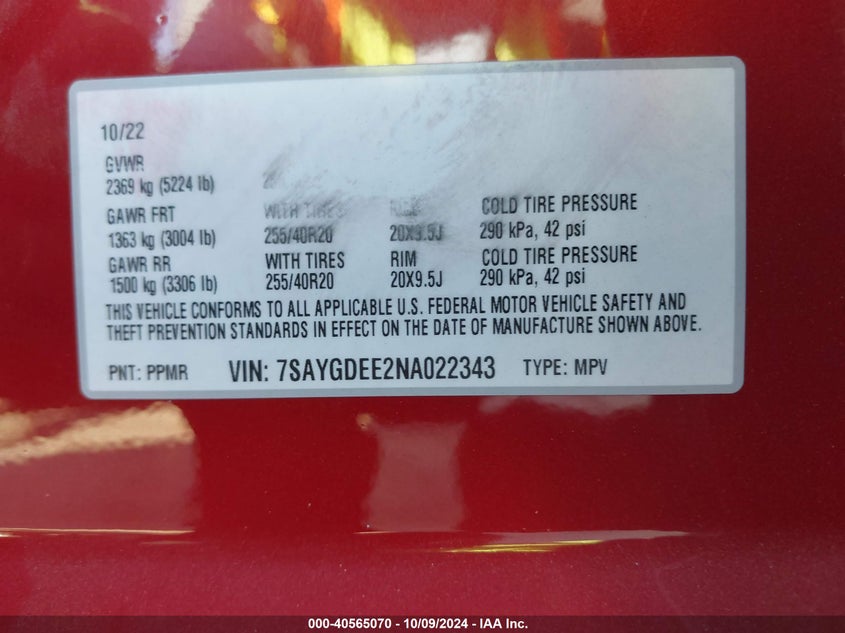 10/22
GVWR
2369 kg (5224 lb)
GAWR FRT WITH TIRES RIM COLD TIRE PRESSURE
1363 kg (3004 lb) 255/40R20 20X9.5J 290 kPa, 42 psi
GAWR RR WITH TIRES RIM COLD TIRE PRESSURE
1500 kg (3306 lb) 255/40R20 20X9.5J 290 kPa, 42 psi
THIS VEHICLE CONFORMS TO ALL APPLICABLE U.S. FEDERAL MOTOR VEHICLE SAFETY AND
THEFT PREVENTION STANDARDS IN EFFECT ON THE DATE OF MANUFACTURE SHOWN ABOVE.
PNT: PPMR VIN: 7SAYGDEE2NA022343 TYPE: MPV
000-40565070 - 10/09/2024 - IAA Inc.